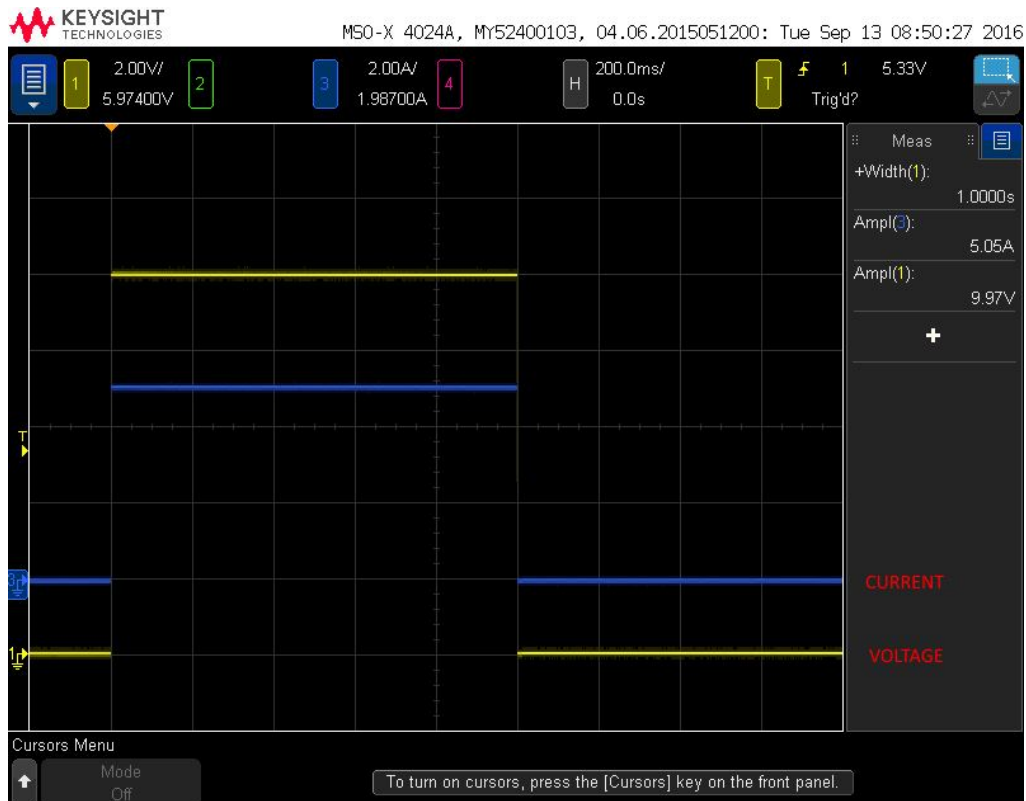 KEYSIGHT
TECHNOLOGIES
MSO-X 4024A, MY52400103, 04.06.2015051200: Tue Sep 13 08:50:27 2016
1 2.00V/ 2 3 2.00A/ 4 H 200.0ms/ T 1 5.33V
5.97400V 1.98700A 0.0s Trig'd?
Meas
+Width(1):
1.0000s
Ampl(3):
5.05A
Ampl(1):
9.97V
+
T
3
CURRENT
1
VOLTAGE
Cursors Menu
Mode
Off
To turn on cursors, press the [Cursors] key on the front panel.